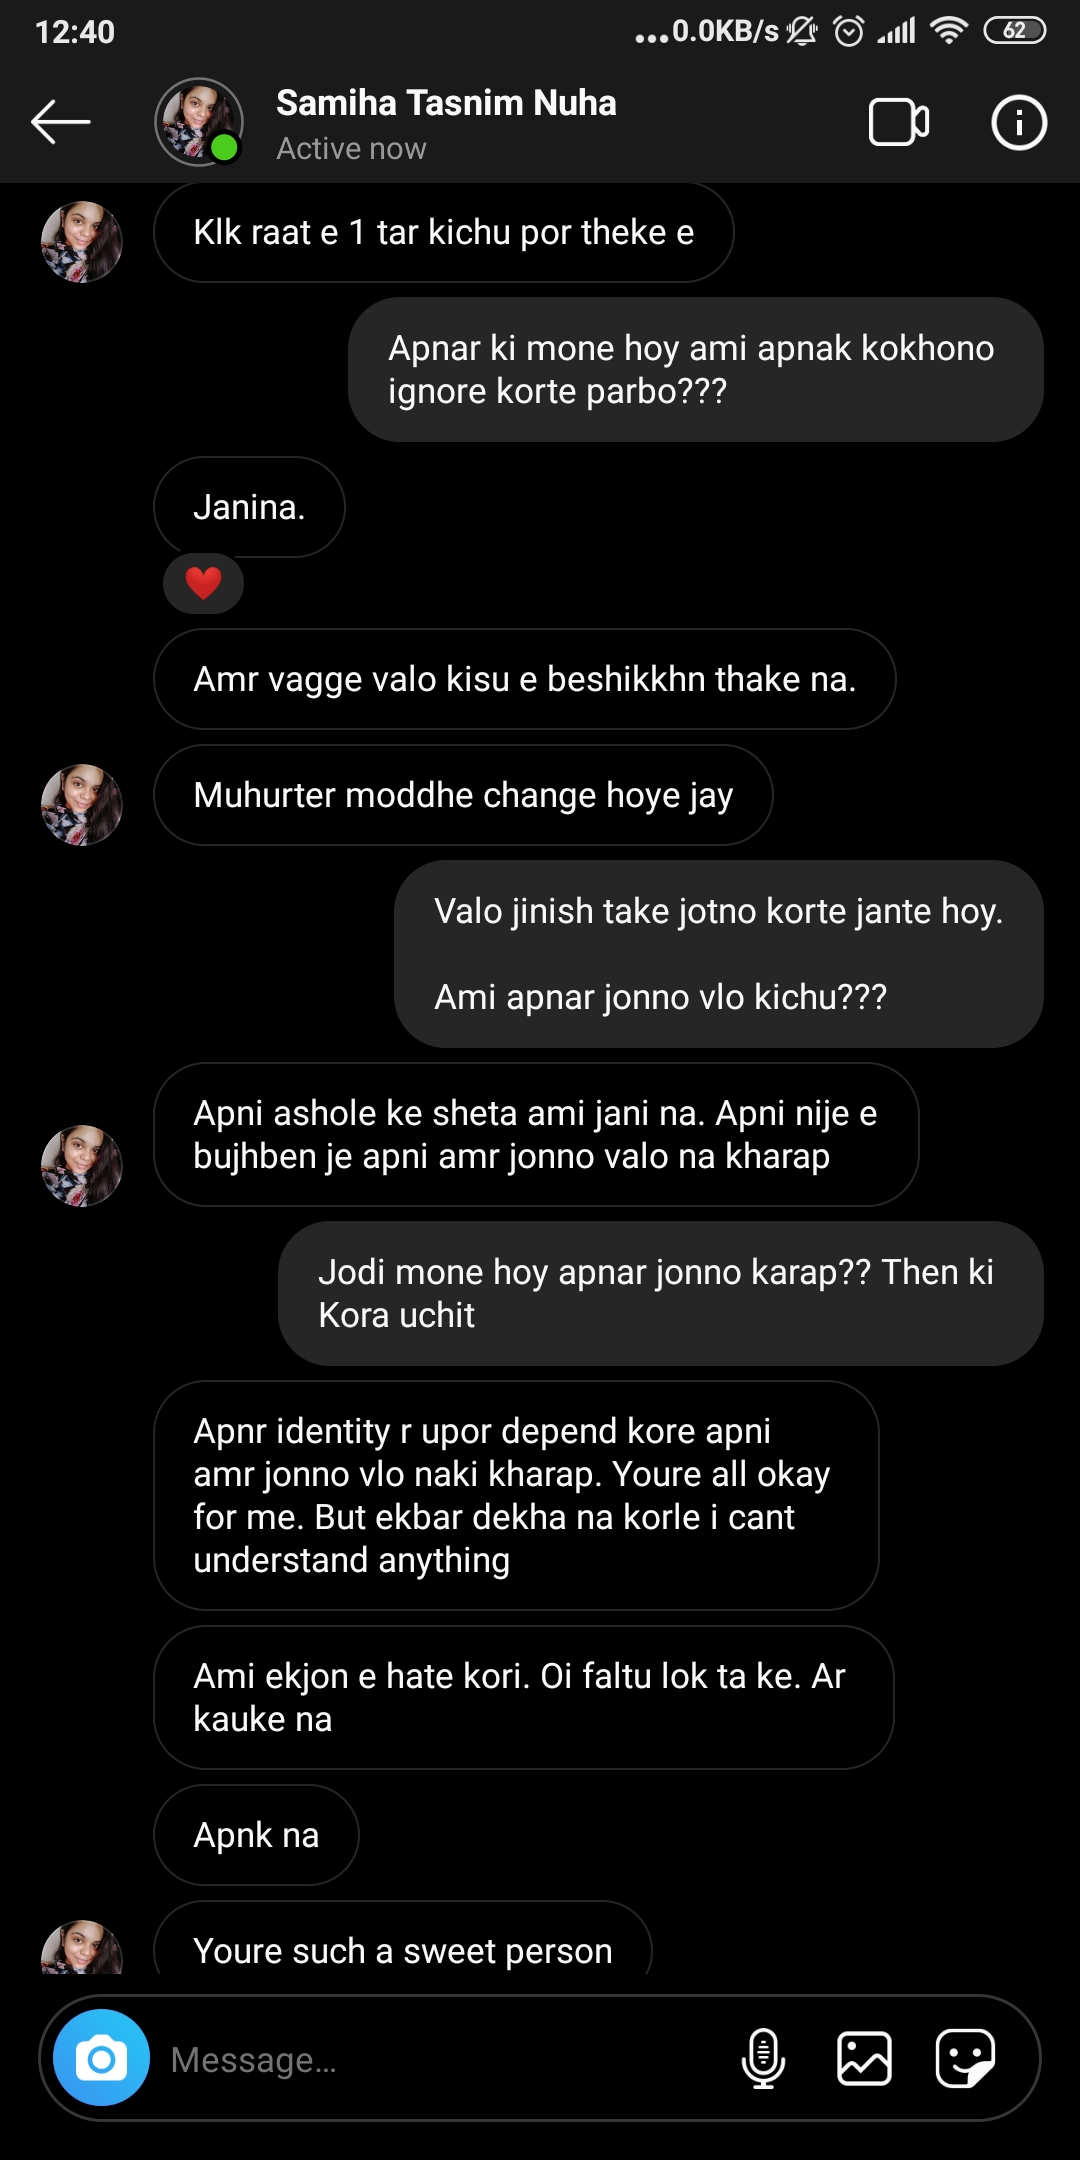 12:40
...0.0KB/s
62
Samiha Tasnim Nuha
Active now
Klk raat e 1 tar kichu por theke e
Apnar ki mone hoy ami apnak kokhono
ignore korte parbo???
Janina.
Amr vagge valo kisu e beshikkhn thake na.
Muhurter moddhe change hoye jay
Valo jinish take jotno korte jante hoy.
Ami apnar jonno vlo kichu???
Apni ashole ke sheta ami jani na. Apni nije e
bujhben je apni amr jonno valo na kharap
Jodi mone hoy apnar jonno karap?? Then ki
Kora uchit
Apnr identity r upor depend kore apni
amr jonno vlo naki kharap. Youre all okay
for me. But ekbar dekha na korle i cant
understand anything
Ami ekjon e hate kori. Oi faltu lok ta ke. Ar
kauke na
Apnk na
Youre such a sweet person
Message...